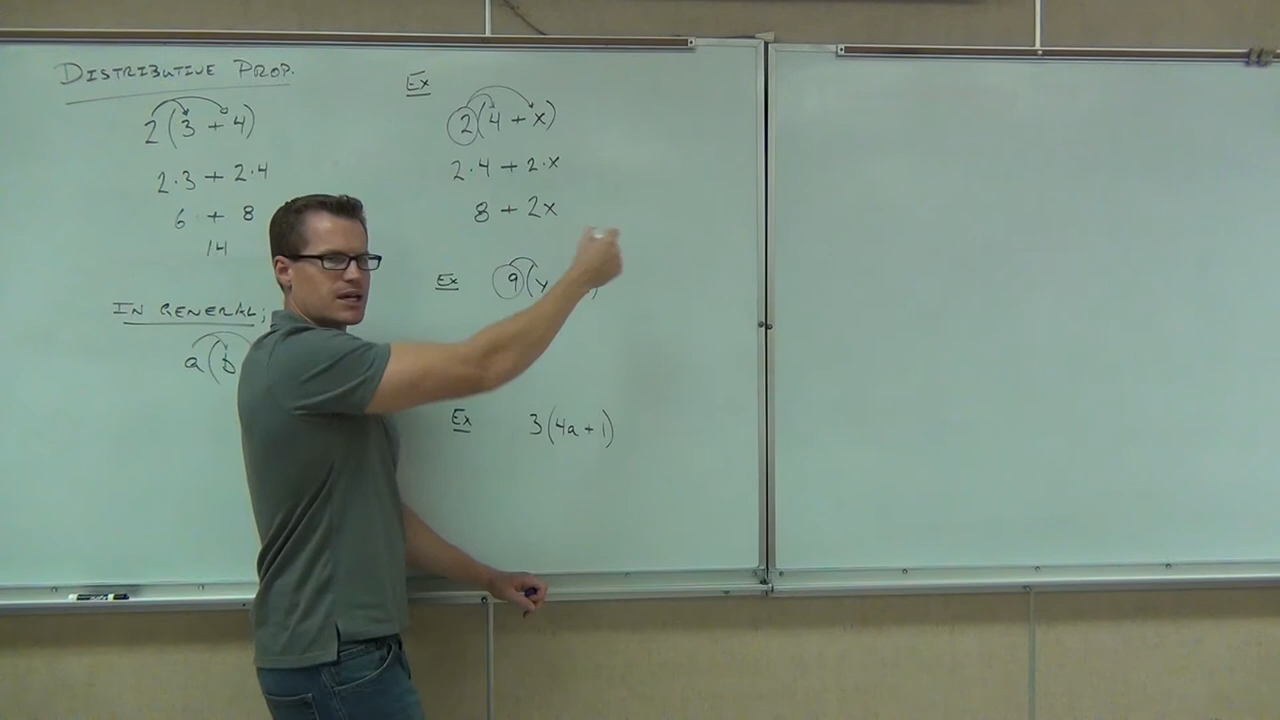 DISTRIBUTIVE PROP.
2(3 + 4)
2·3 + 2·4
6 + 8
14
IN GENERAL;
a(b
Ex
2(4 + x)
2·4 + 2·x
8 + 2x
Ex 9(y )
Ex 3(4a + 1)